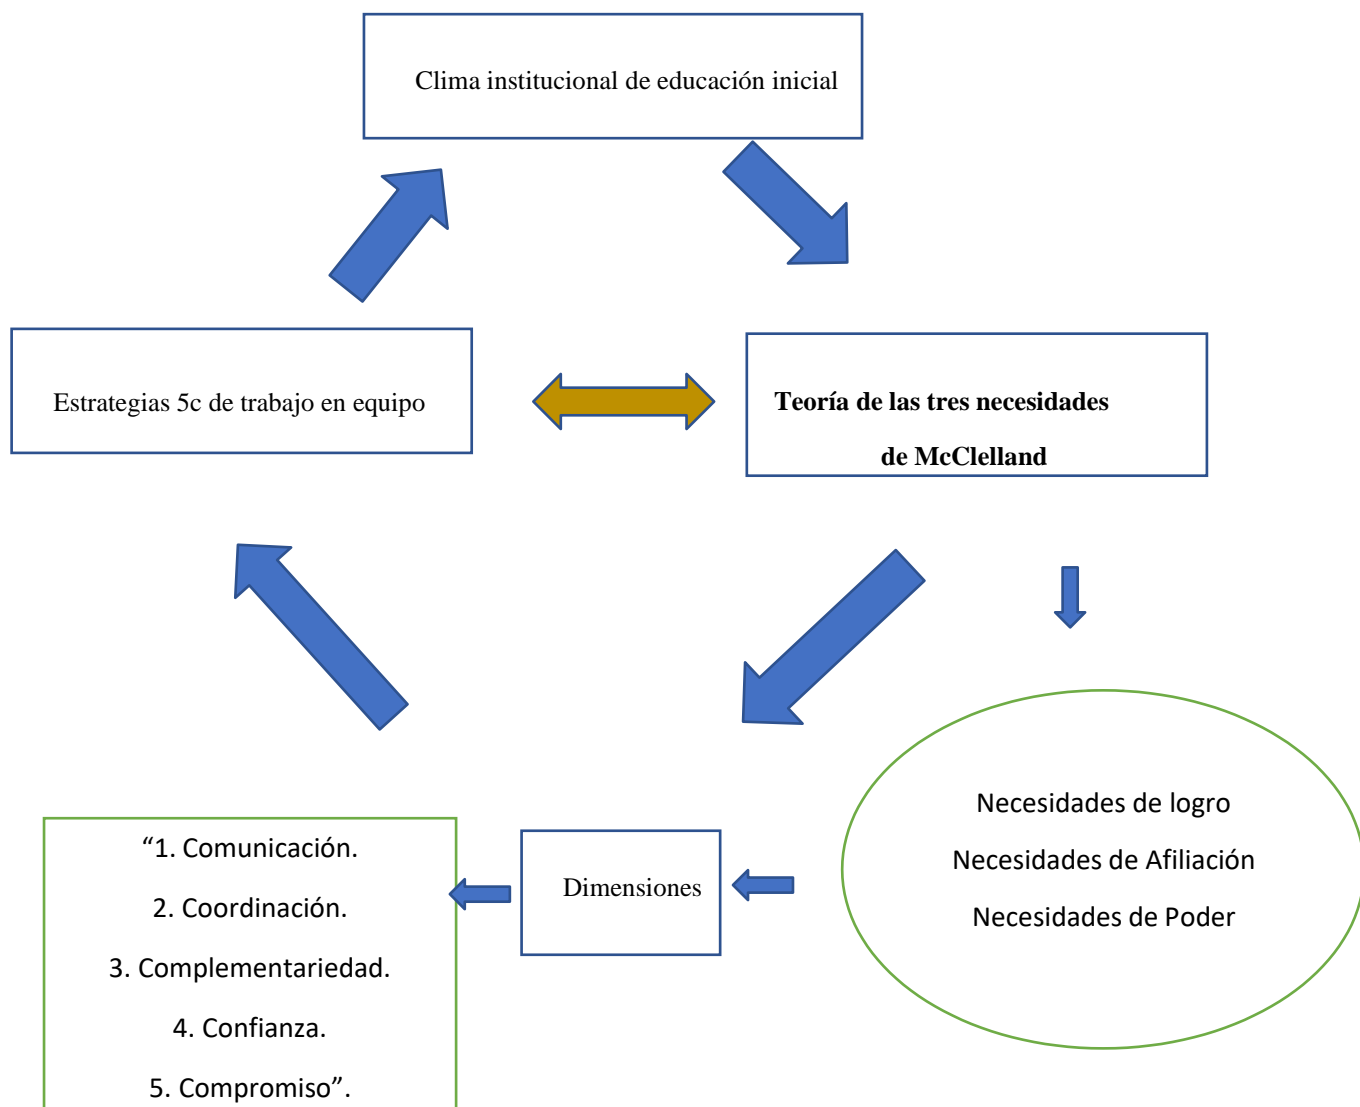 Clima institucional de educación inicial
Estrategias 5c de trabajo en equipo
Teoría de las tres necesidades
de McClelland
Necesidades de logro
Necesidades de Afiliación
Necesidades de Poder
Dimensiones
“1. Comunicación.
2. Coordinación.
3. Complementariedad.
4. Confianza.
5. Compromiso”.